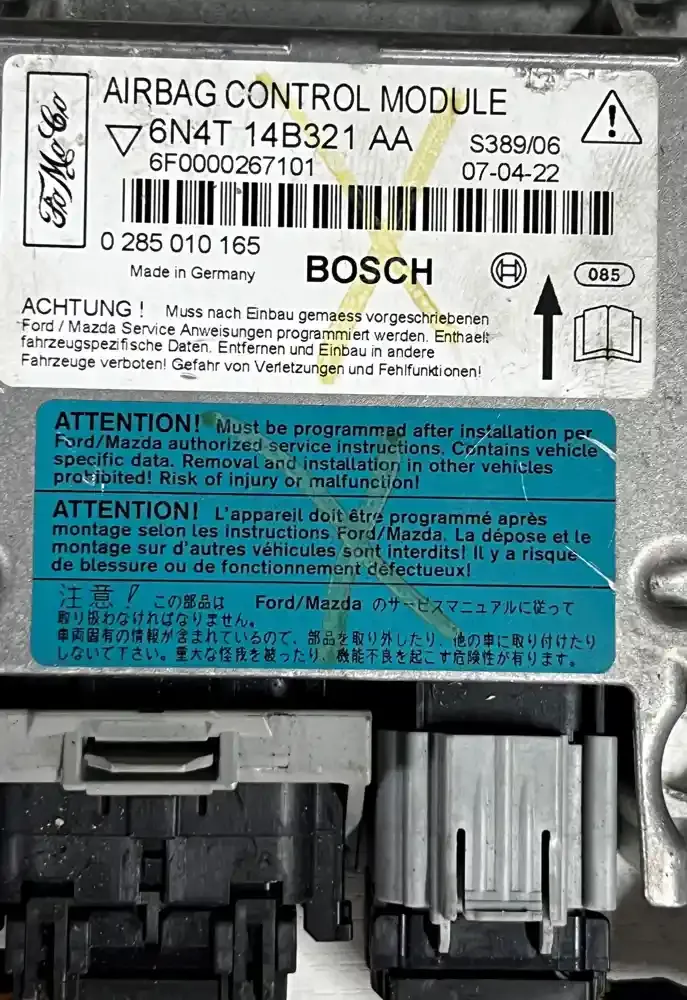 FoMoCo
AIRBAG CONTROL MODULE
6N4T 14B321 AA
S389/06
6F0000267101
07-04-22
0 285 010 165
Made in Germany
BOSCH
085
ACHTUNG ! Muss nach Einbau gemaess vorgeschriebenen
Ford / Mazda Service Anweisungen programmiert werden. Enthaelt
fahrzeugspezifische Daten. Entfernen und Einbau in andere
Fahrzeuge verboten! Gefahr von Verletzungen und Fehlfunktionen!
ATTENTION! Must be programmed after installation per
Ford/Mazda authorized service instructions. Contains vehicle
specific data. Removal and installation in other vehicles
prohibited! Risk of injury or malfunction!
ATTENTION! L'appareil doit être programmé après
montage selon les instructions Ford/Mazda. La dépose et le
montage sur d'autres véhicules sont interdits! Il y a risque
de blessure ou de fonctionnement défectueux!
注意! この部品は Ford/Mazda のサービスマニュアルに従って
取り扱わなければなりません。
車両固有の情報が含まれているので、部品を取り外したり、他の車に取り付けたり
しないで下さい。重大な怪我を被ったり、機能不良を起こす危険性が有ります。